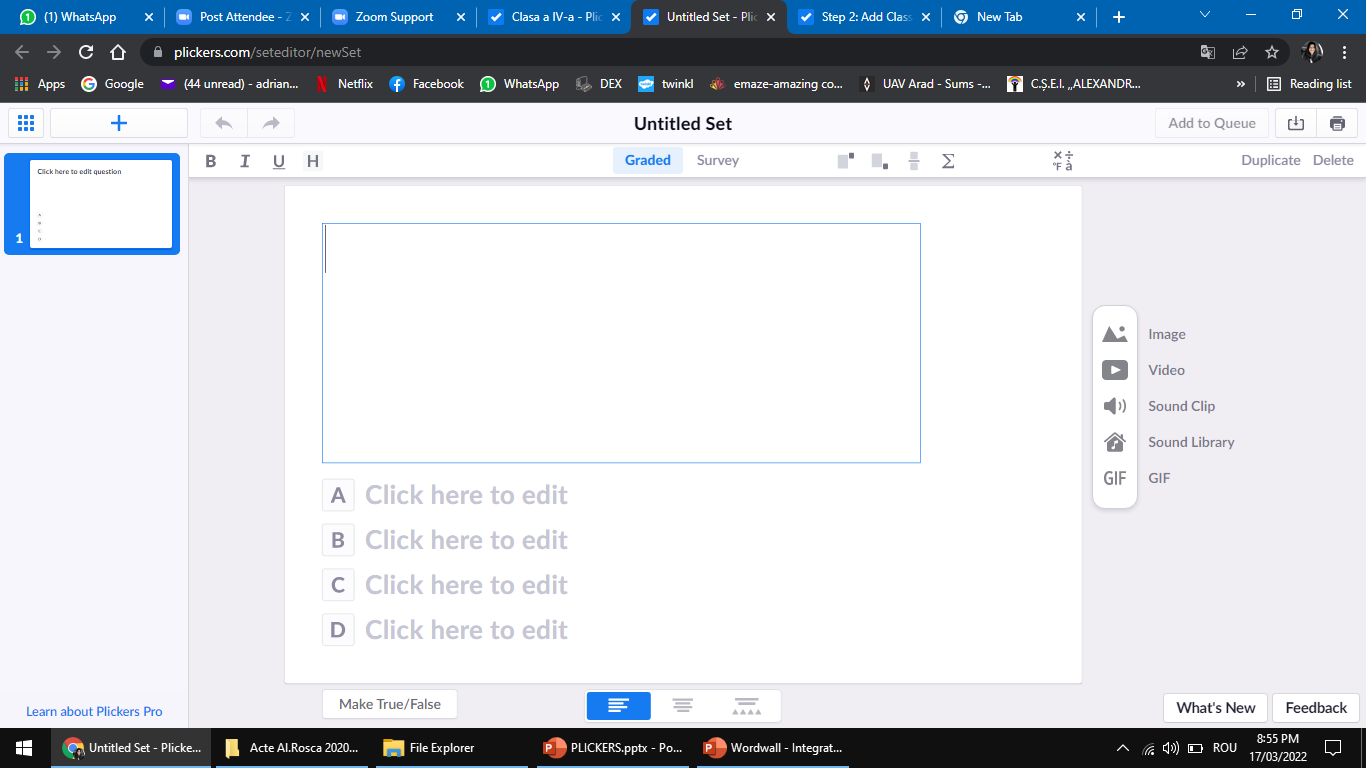 (1) WhatsApp
Post Attendee - Z
Zoom Support
Clasa a IV-a - Plic
Untitled Set - Plic
Step 2: Add Class
New Tab
plickers.com/seteditor/newSet
Apps
Google
(44 unread) - adrian...
Netflix
Facebook
1
WhatsApp
DEX
twinkl
emaze-amazing co...
UAV Arad - Sums -...
C.Ș.E.I. „ALEXANDR...
»
Reading list
Untitled Set
Add to Queue
B I U H
Graded
Survey
Σ
Duplicate
Delete
Click here to edit question
A
B
C
D
1
Image
Video
Sound Clip
Sound Library
GIF GIF
A Click here to edit
B Click here to edit
C Click here to edit
D Click here to edit
Make True/False
Learn about Plickers Pro
What's New
Feedback
Untitled Set - Plicke...
Acte Al.Rosca 2020...
File Explorer
PLICKERS.pptx - Po...
Wordwall - Integrat...
ROU
8:55 PM
17/03/2022